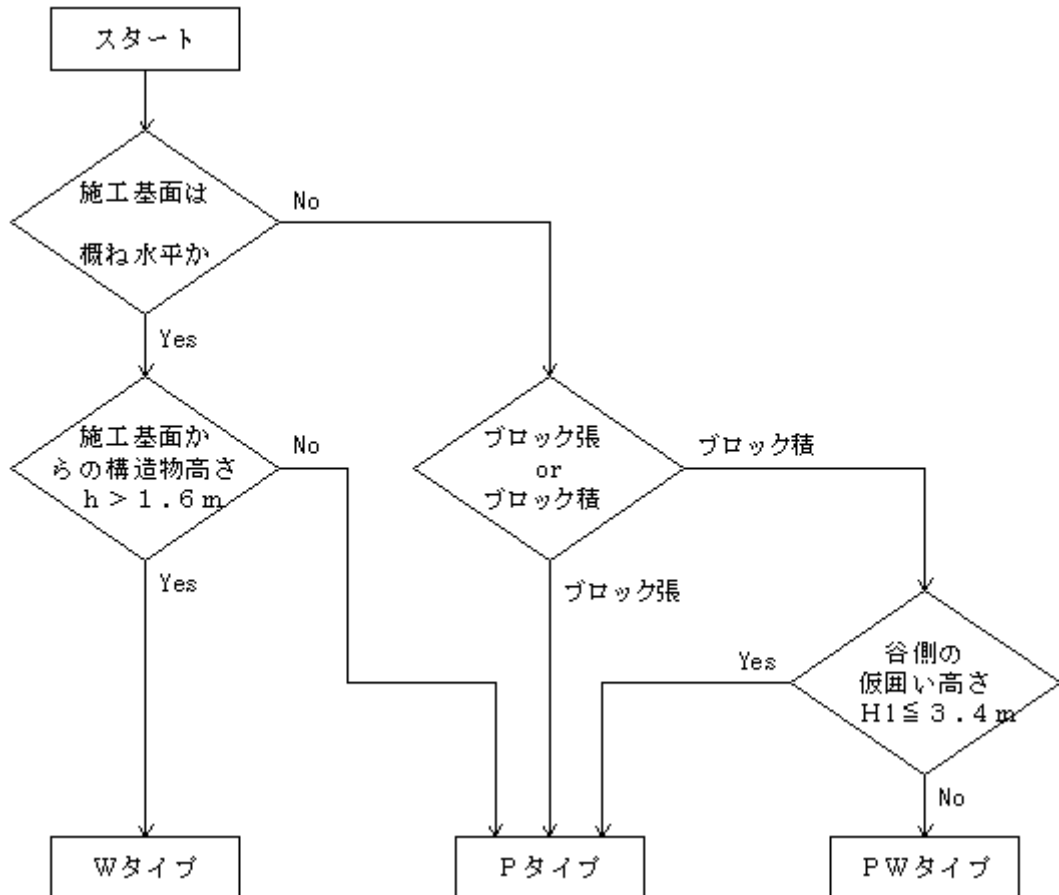 スタート
施工基面は
概ね水平か
No
Yes
施工基面か
らの構造物高さ
ｈ＞１.６ｍ
No
Yes
ブロック張
or
ブロック積
ブロック積
ブロック張
谷側の
仮囲い高さ
H1≦３.４ｍ
Yes
No
Ｗタイプ
Ｐタイプ
ＰＷタイプ